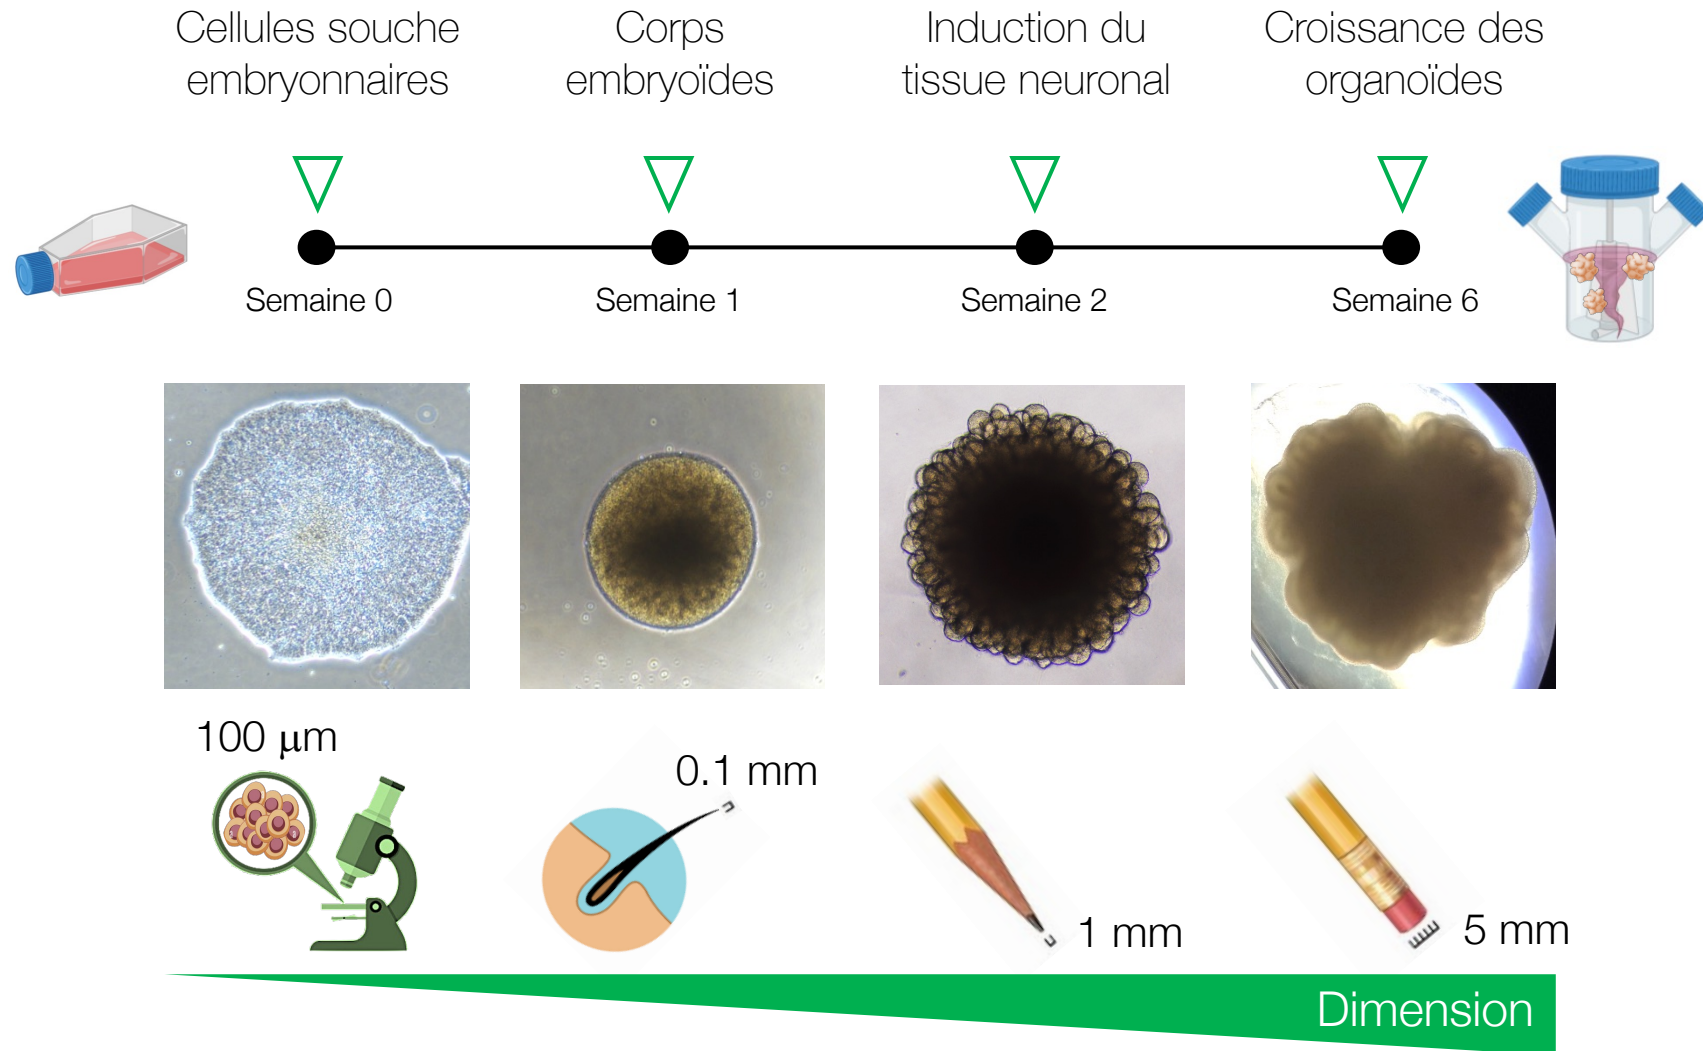 Cellules souche
embryonnaires
Corps
embryoïdes
Induction du
tissue neuronal
Croissance des
organoïdes
Semaine 0
Semaine 1
Semaine 2
Semaine 6
100 μm
0.1 mm
1 mm
5 mm
Dimension